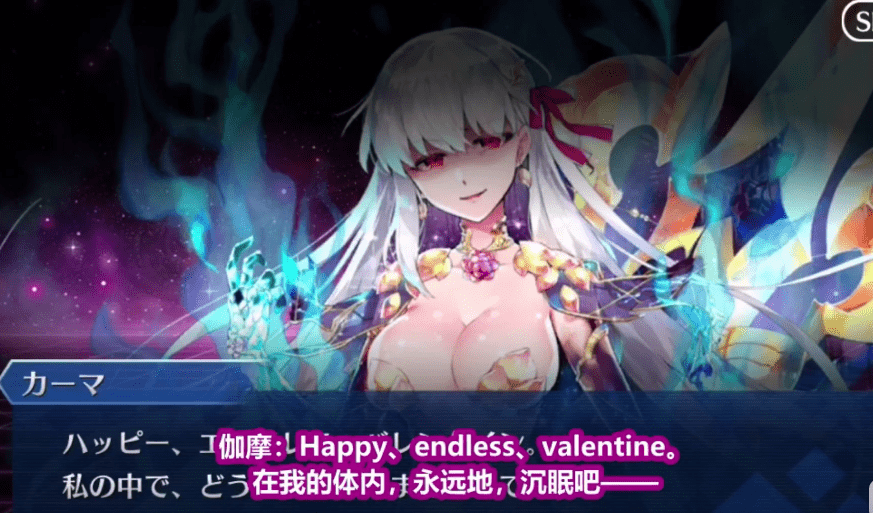 S
カーマ
ハッピー、エ
伽摩：Happy、endless、valentine。
私の中で、どう
在我的体内，永远地，沉眠吧——